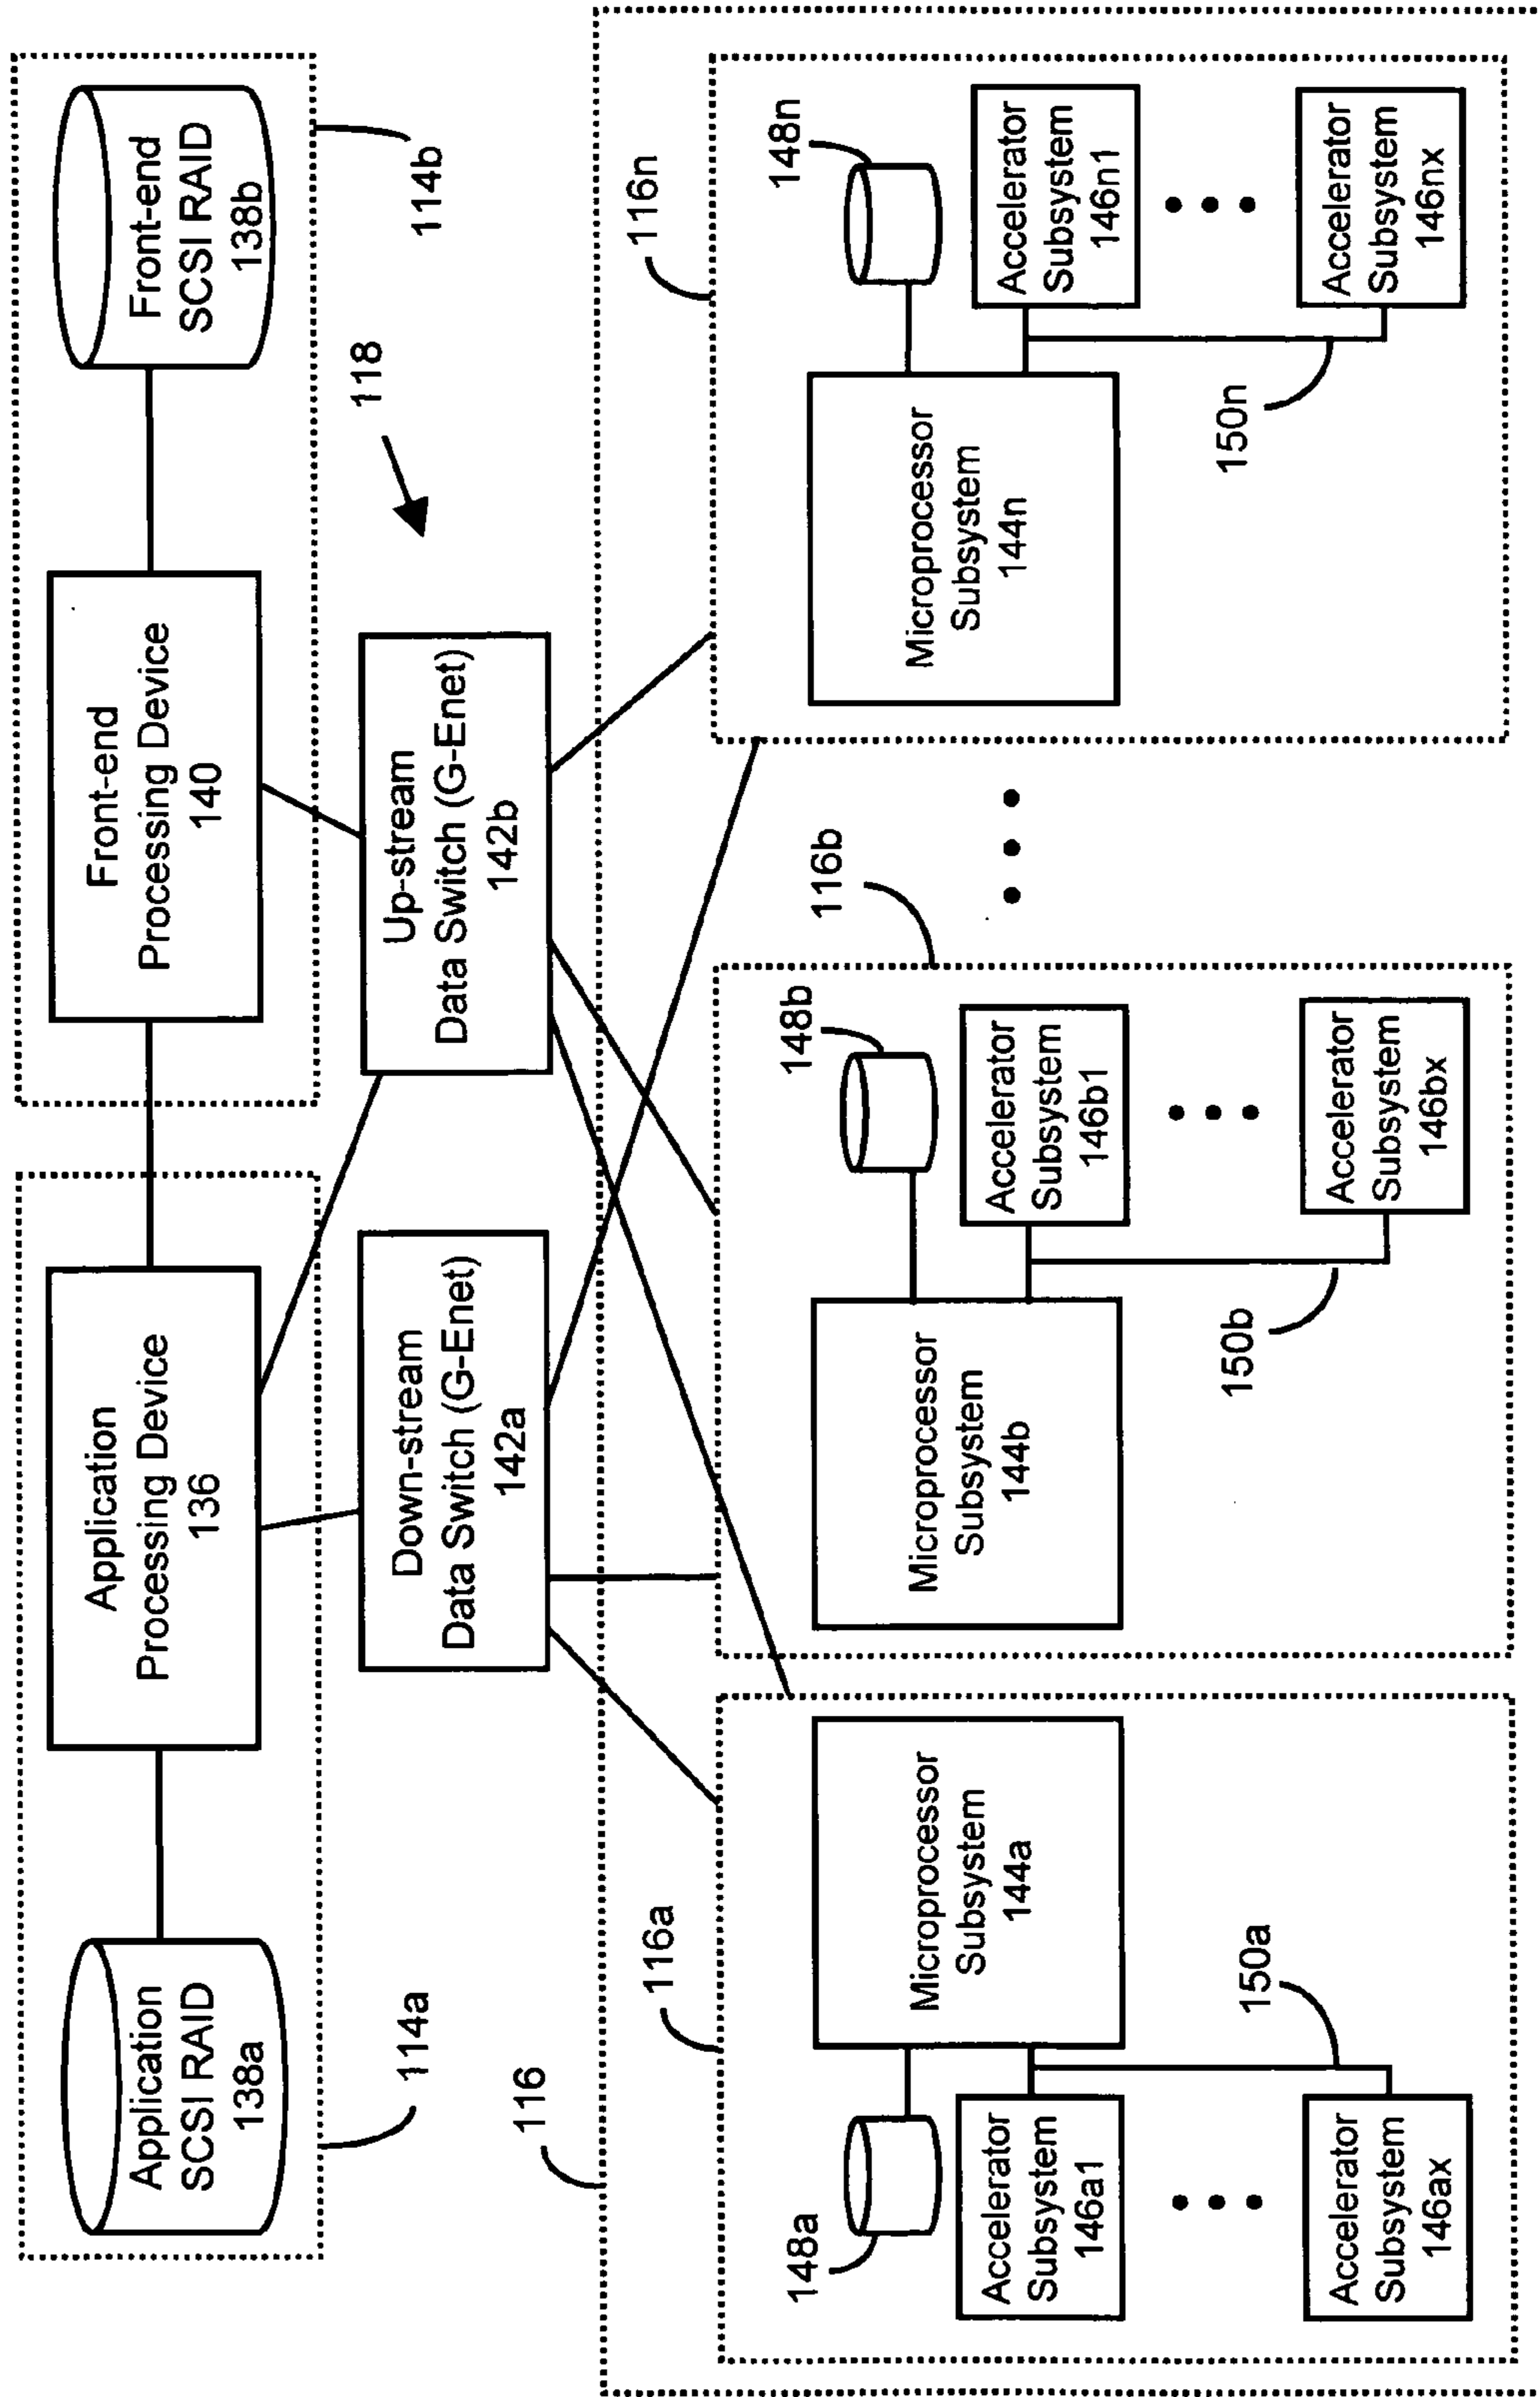 Application
SCSI RAID
138a
Application
Processing Device
136
Front-end
Processing Device
140
Front-end
SCSI RAID
138b
114a
114b
118
Down-stream
Data Switch (G-Enet)
142a
Up-stream
Data Switch (G-Enet)
142b
116
116a
148a
Microprocessor
Subsystem
144a
Accelerator
Subsystem
146a1
Accelerator
Subsystem
146ax
150a
116b
Microprocessor
Subsystem
144b
148b
Accelerator
Subsystem
146b1
Accelerator
Subsystem
146bx
150b
116n
Microprocessor
Subsystem
144n
148n
Accelerator
Subsystem
146n1
Accelerator
Subsystem
146nx
150n